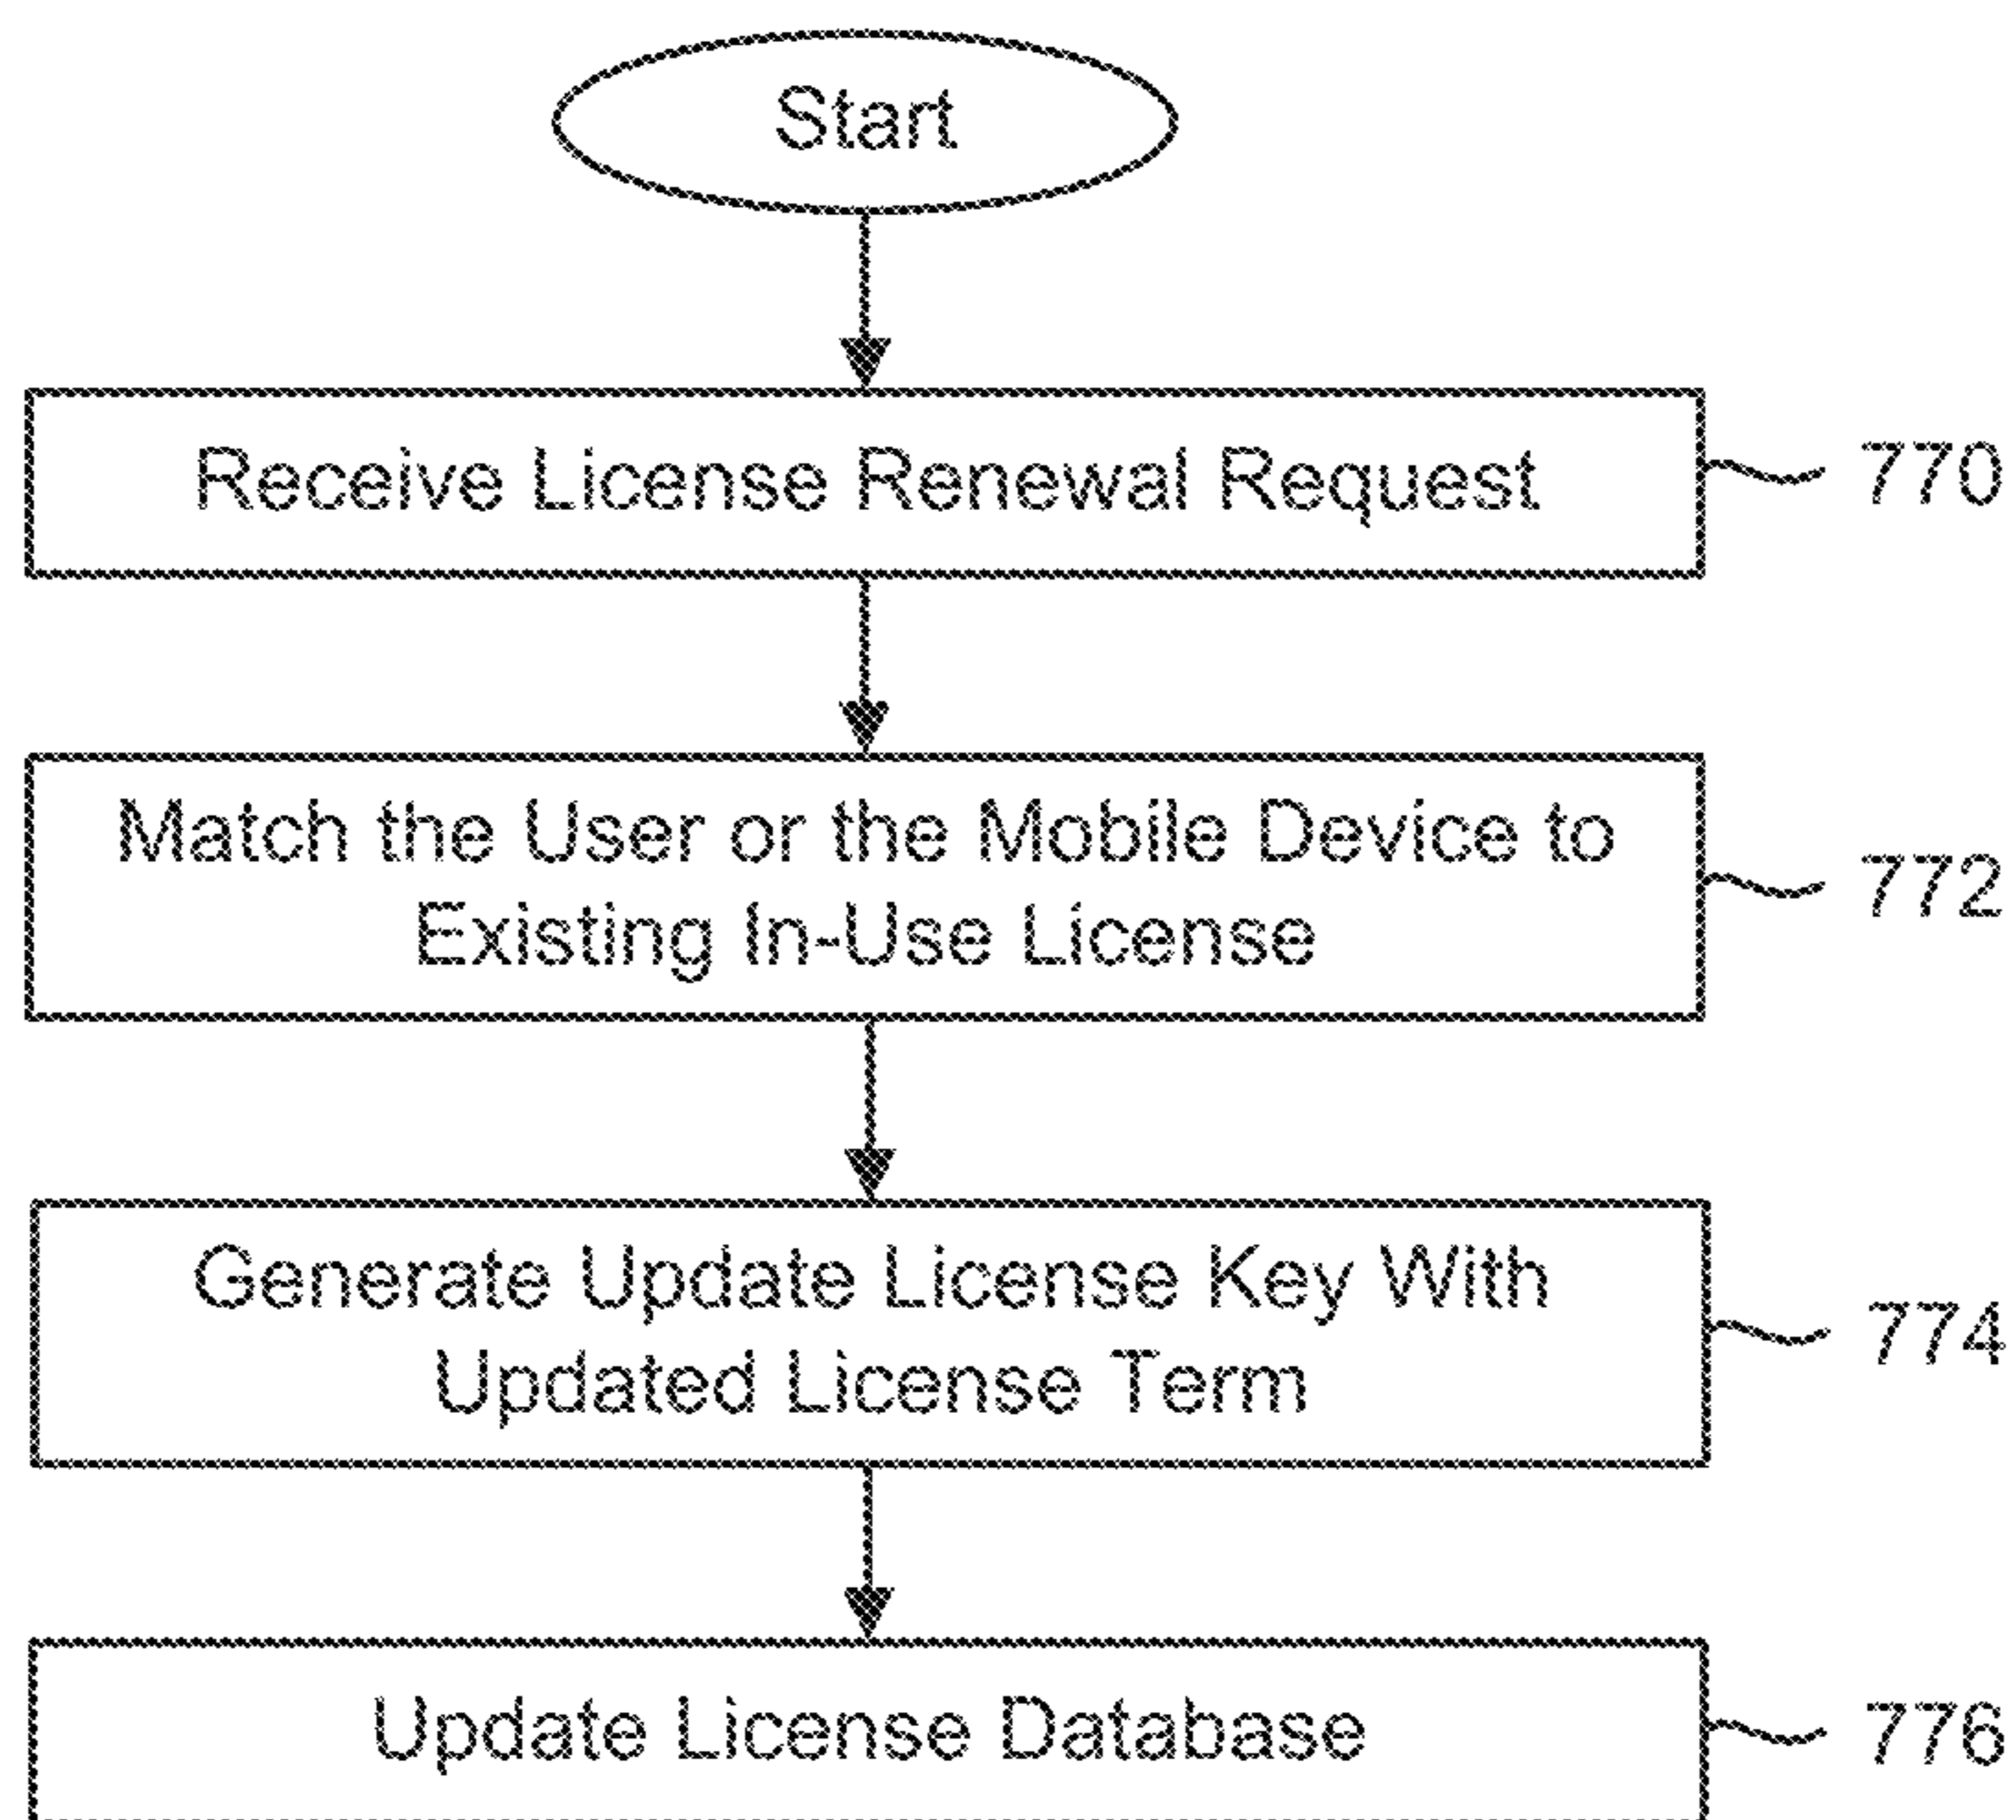 Start
Receive License Renewal Request
770
Match the User or the Mobile Device to
Existing In-Use License
772
Generate Update License Key With
Updated License Term
774
Update License Database
776